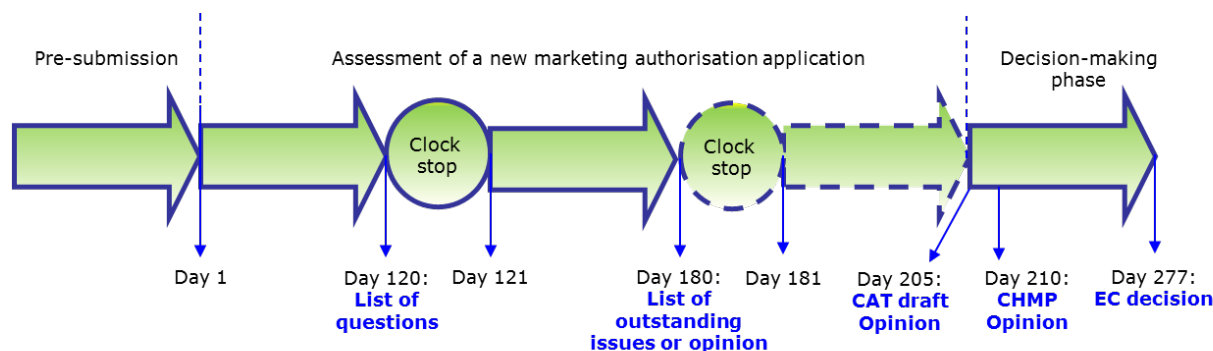 Pre-submission
Assessment of a new marketing authorisation application
Decision-making
phase
Clock
stop
Clock
stop
Day 1
Day 120:
List of
questions
Day 121
Day 180:
List of
outstanding
issues or opinion
Day 181
Day 205:
CAT draft
Opinion
Day 210:
CHMP
Opinion
Day 277:
EC decision